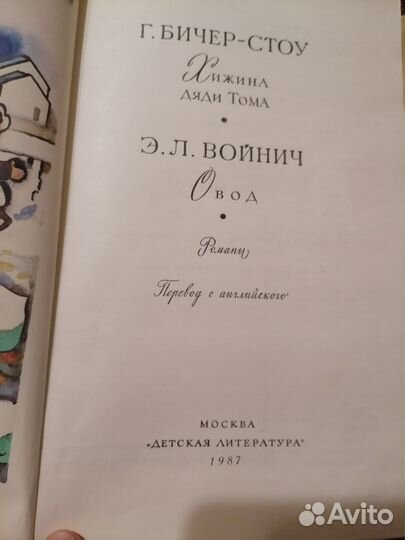 Г. БИЧЕР-СТОУ
Хижина
дяди Тома
•
Э. Л. ВОЙНИЧ
Овод
•
Романы
Перевод с английского
МОСКВА
„ДЕТСКАЯ ЛИТЕРАТУРА"
1987
Avito